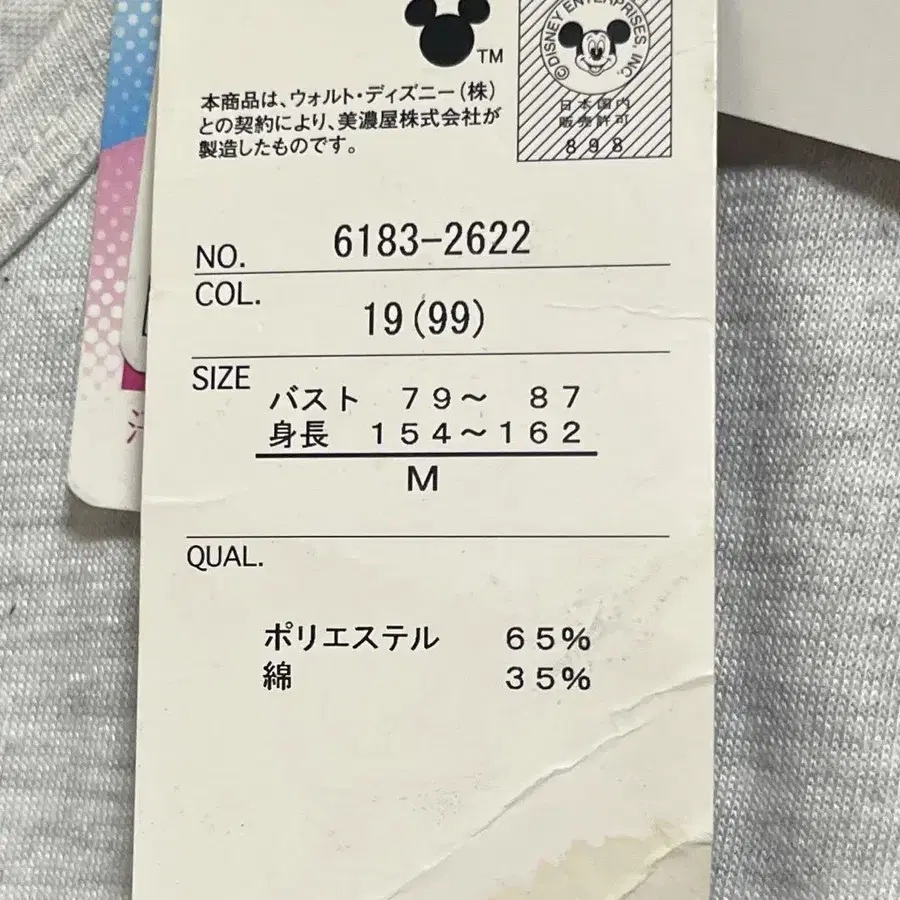 TM
©DISNEY ENTERPRISES, INC.
日本国内
販売許可
898
本商品は、ウォルト・ディズニー(株)
との契約により、美濃屋株式会社が
製造したものです。
NO. 6183-2622
COL. 19(99)
SIZE
バスト 79~ 87
身長 154~162
M
QUAL.
ポリエステル 65%
綿 35%